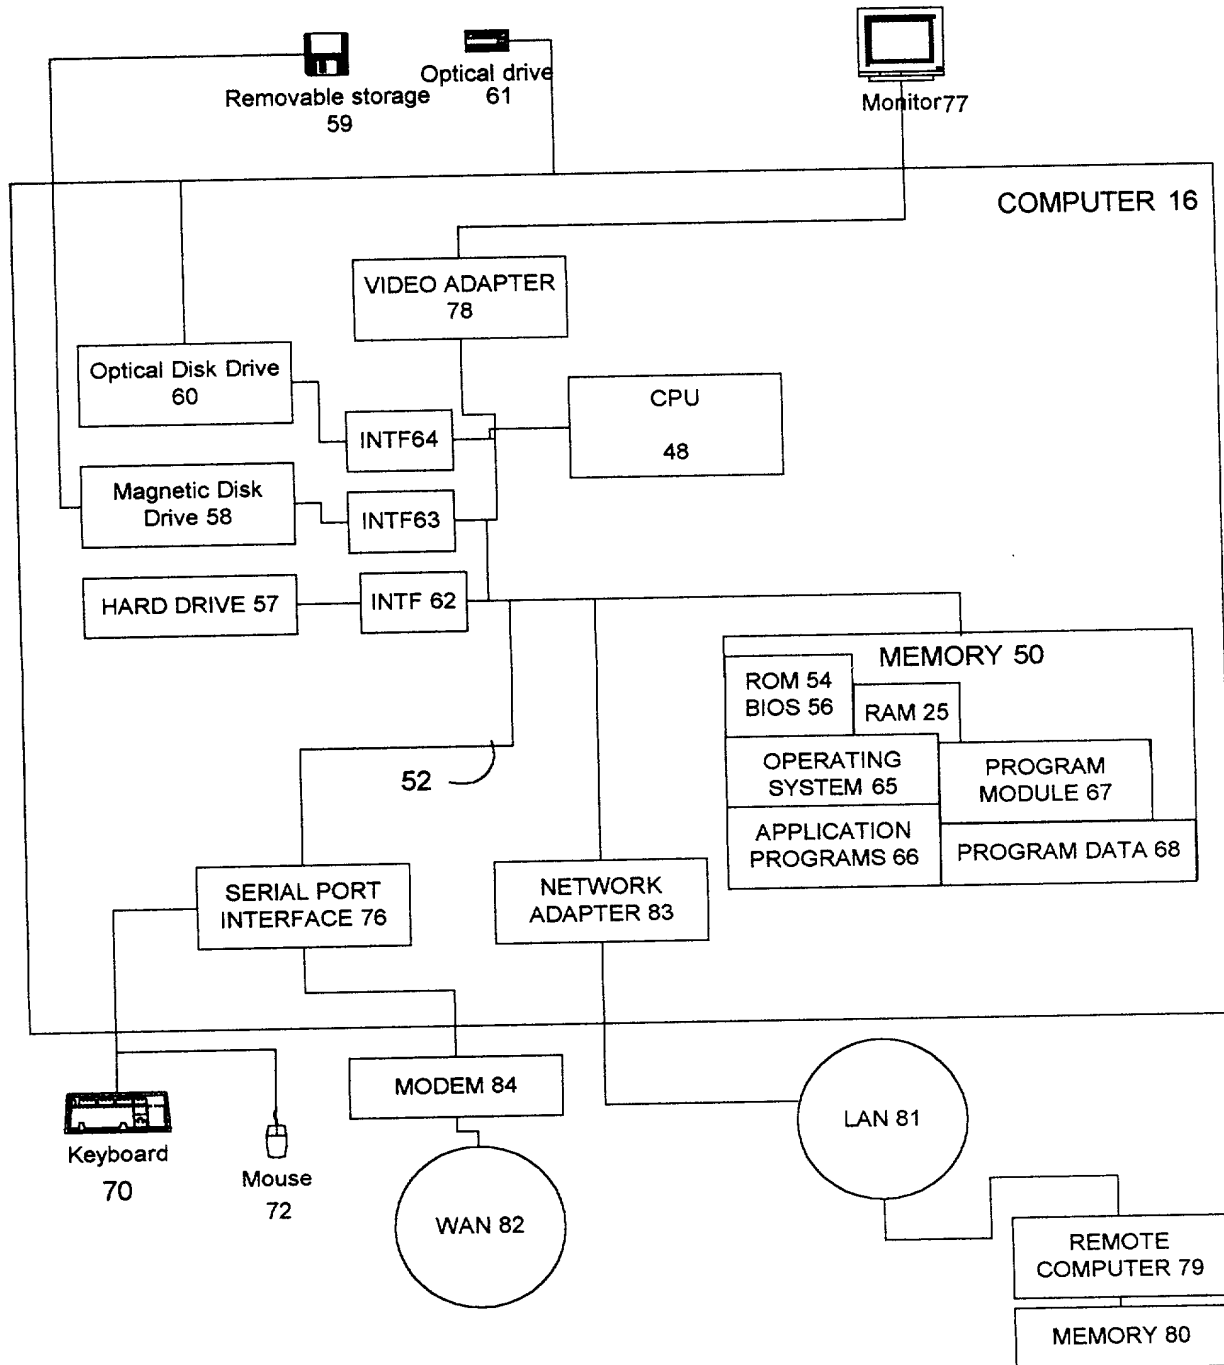 Removable storage
59
Optical drive
61
Monitor77
COMPUTER 16
VIDEO ADAPTER
78
Optical Disk Drive
60
CPU
48
INTF64
Magnetic Disk
Drive 58
INTF63
HARD DRIVE 57
INTF 62
MEMORY 50
ROM 54
BIOS 56
RAM 25
OPERATING
SYSTEM 65
PROGRAM
MODULE 67
APPLICATION
PROGRAMS 66
PROGRAM DATA 68
52
SERIAL PORT
INTERFACE 76
NETWORK
ADAPTER 83
MODEM 84
LAN 81
Keyboard
70
Mouse
72
WAN 82
REMOTE
COMPUTER 79
MEMORY 80